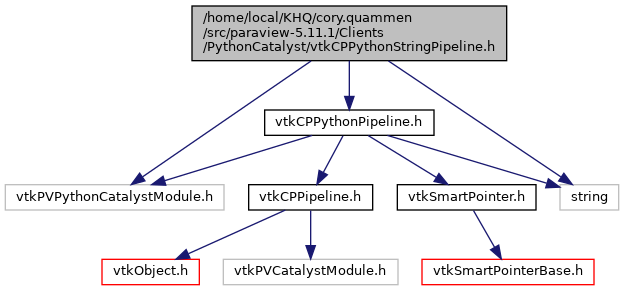 /home/local/KHQ/cory.quammen
/src/paraview-5.11.1/Clients
/PythonCatalyst/vtkCPPythonStringPipeline.h
vtkCPPythonPipeline.h
vtkPVPythonCatalystModule.h
vtkCPPipeline.h
vtkSmartPointer.h
string
vtkObject.h
vtkPVCatalystModule.h
vtkSmartPointerBase.h